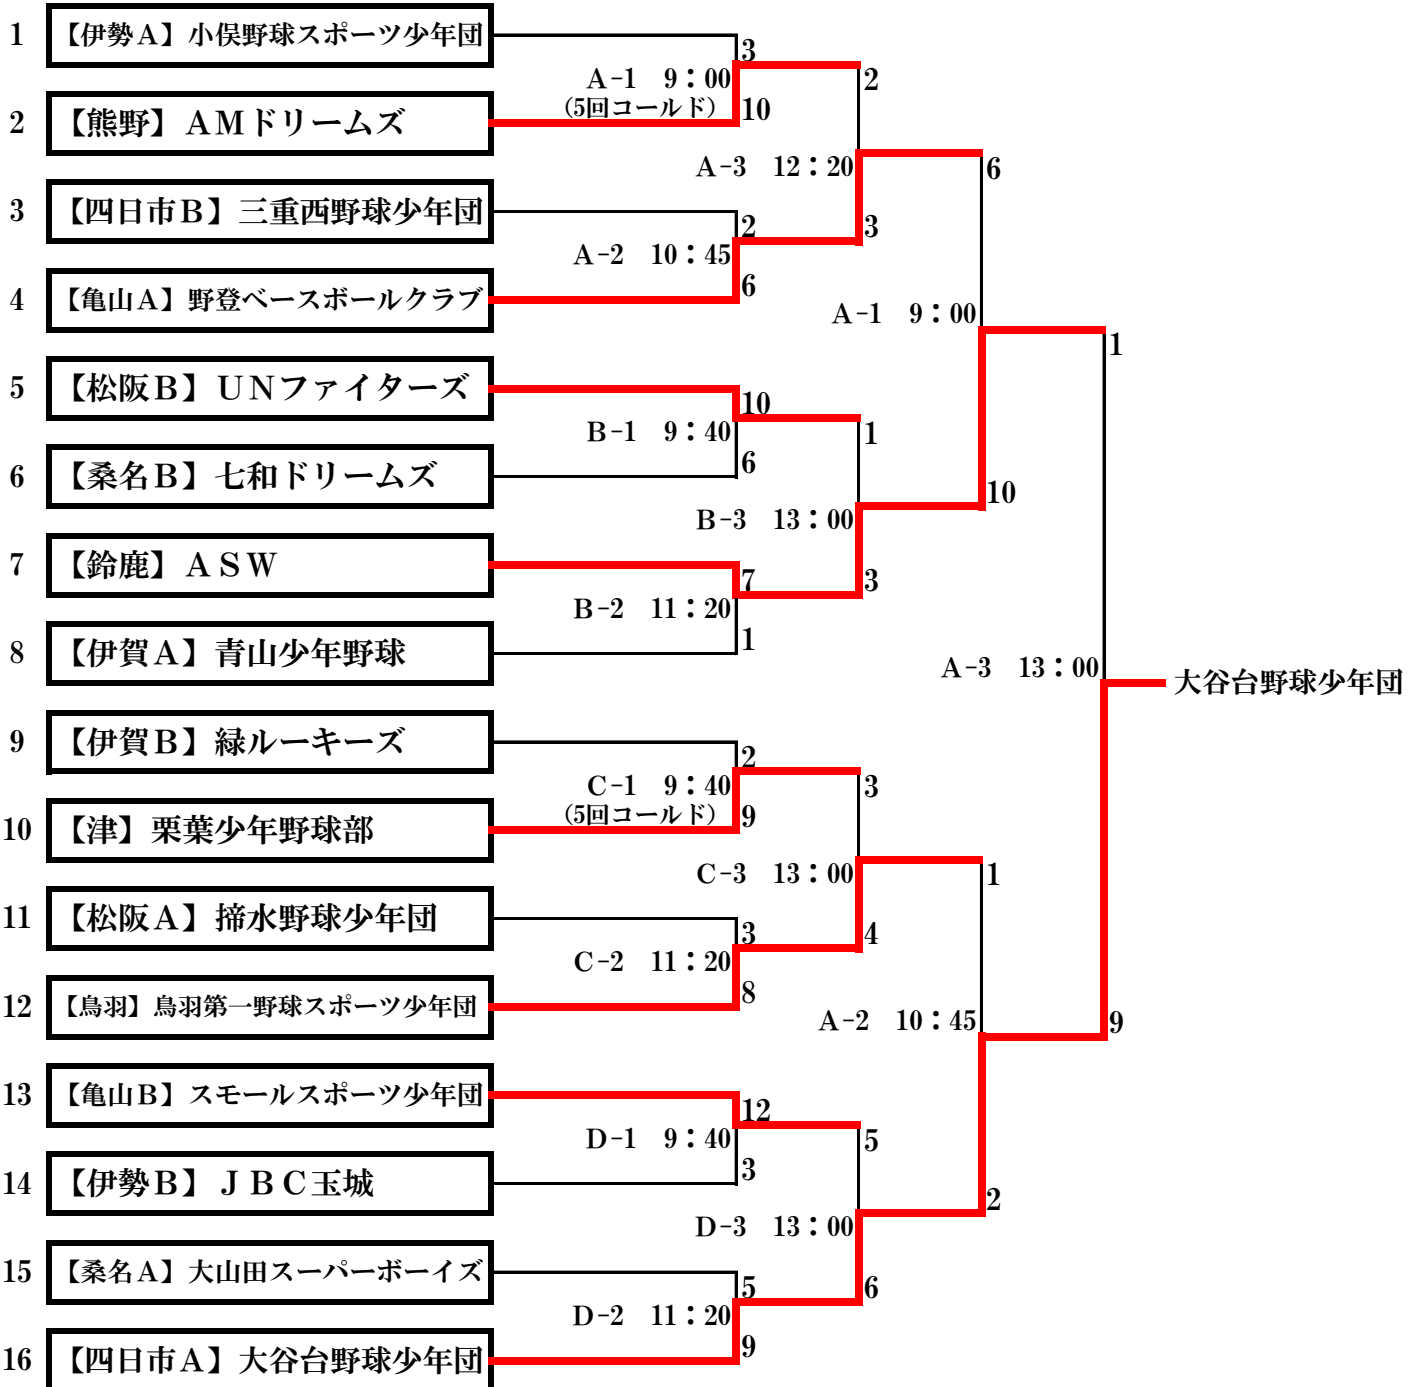 1 【伊勢Ａ】小俣野球スポーツ少年団
2 【熊野】ＡＭドリームズ
3 【四日市Ｂ】三重西野球少年団
4 【亀山Ａ】野登ベースボールクラブ
5 【松阪Ｂ】ＵＮファイターズ
6 【桑名Ｂ】七和ドリームズ
7 【鈴鹿】ＡＳＷ
8 【伊賀Ａ】青山少年野球
9 【伊賀Ｂ】緑ルーキーズ
10 【津】栗葉少年野球部
11 【松阪Ａ】揥水野球少年団
12 【鳥羽】鳥羽第一野球スポーツ少年団
13 【亀山Ｂ】スモールスポーツ少年団
14 【伊勢Ｂ】ＪＢＣ玉城
15 【桑名Ａ】大山田スーパーボーイズ
16 【四日市Ａ】大谷台野球少年団
3
A-1 9：00
(5回コールド)
10
2
A-2 10：45
6
10
B-1 9：40
6
7
B-2 11：20
1
2
C-1 9：40
(5回コールド)
9
3
C-2 11：20
8
12
D-1 9：40
3
5
D-2 11：20
9
2
A-3 12：20
3
1
B-3 13：00
3
3
C-3 13：00
4
5
D-3 13：00
6
6
A-1 9：00
10
1
A-2 10：45
2
1
A-3 13：00
9
大谷台野球少年団